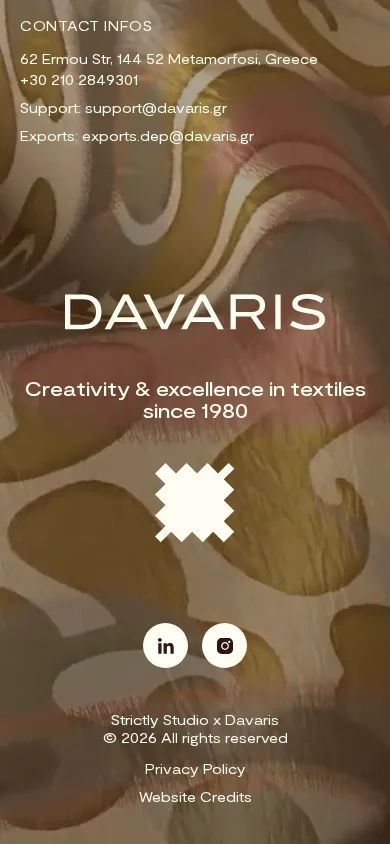 CONTACT INFOS
62 Ermou Str, 144 52 Metamorfosi, Greece
+30 210 2849301
Support: support@davaris.gr
Exports: exports.dep@davaris.gr
DAVARIS
Creativity & excellence in textiles
since 1980
in
Strictly Studio x Davaris
© 2026 All rights reserved
Privacy Policy
Website Credits